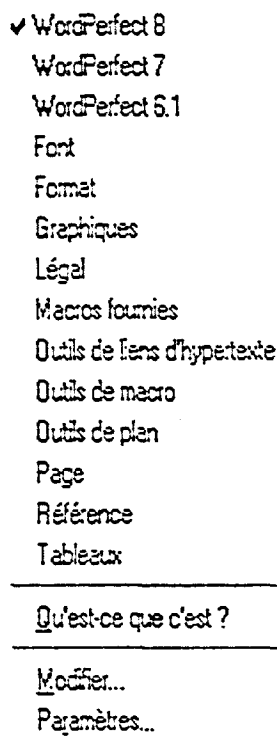 ✔ WordPerfect 8
WordPerfect 7
WordPerfect 6.1
Font
Format
Graphiques
Légal
Macros fournies
Outils de liens d'hypertexte
Outils de macro
Outils de plan
Page
Référence
Tableaux
Qu'est-ce que c'est ?
Modifier...
Paramètres...